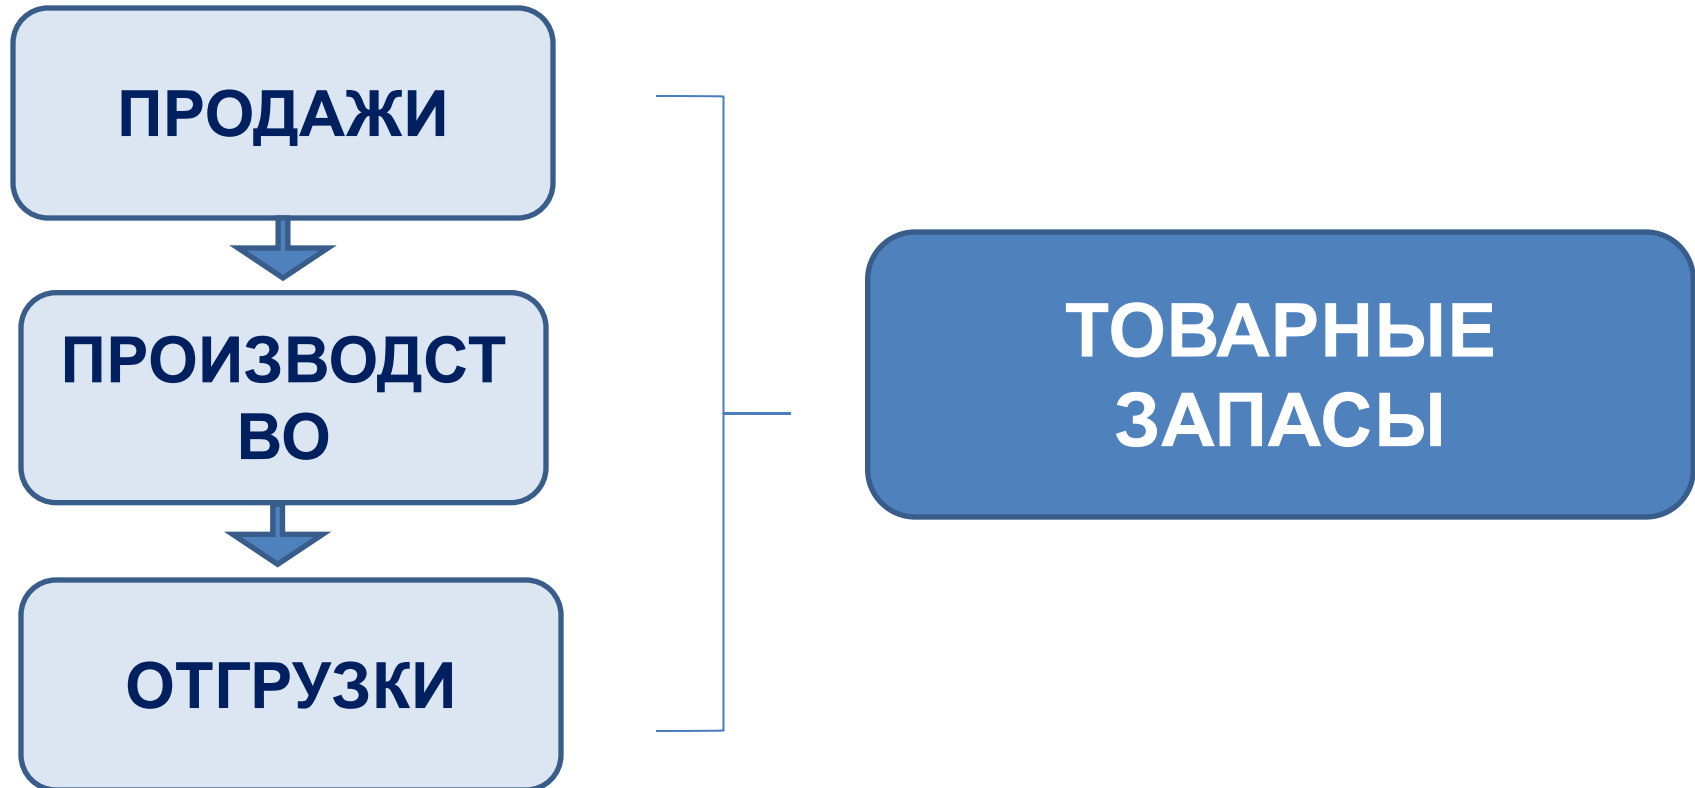 ПРОДАЖИ
ПРОИЗВОДСТ
ВО
ОТГРУЗКИ
ТОВАРНЫЕ
ЗАПАСЫ